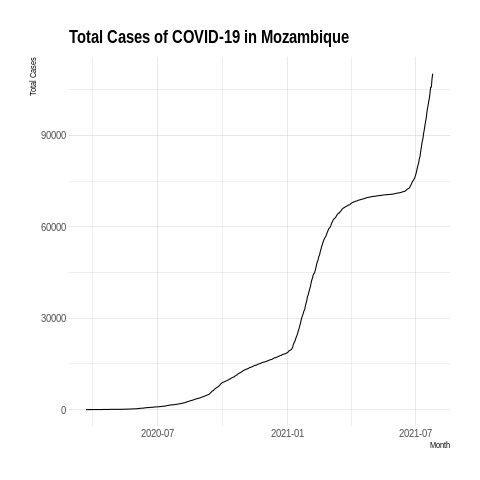 Total Cases of COVID-19 in Mozambique
Total Cases
90000
60000
30000
0
2020-07
2021-01
2021-07
Month